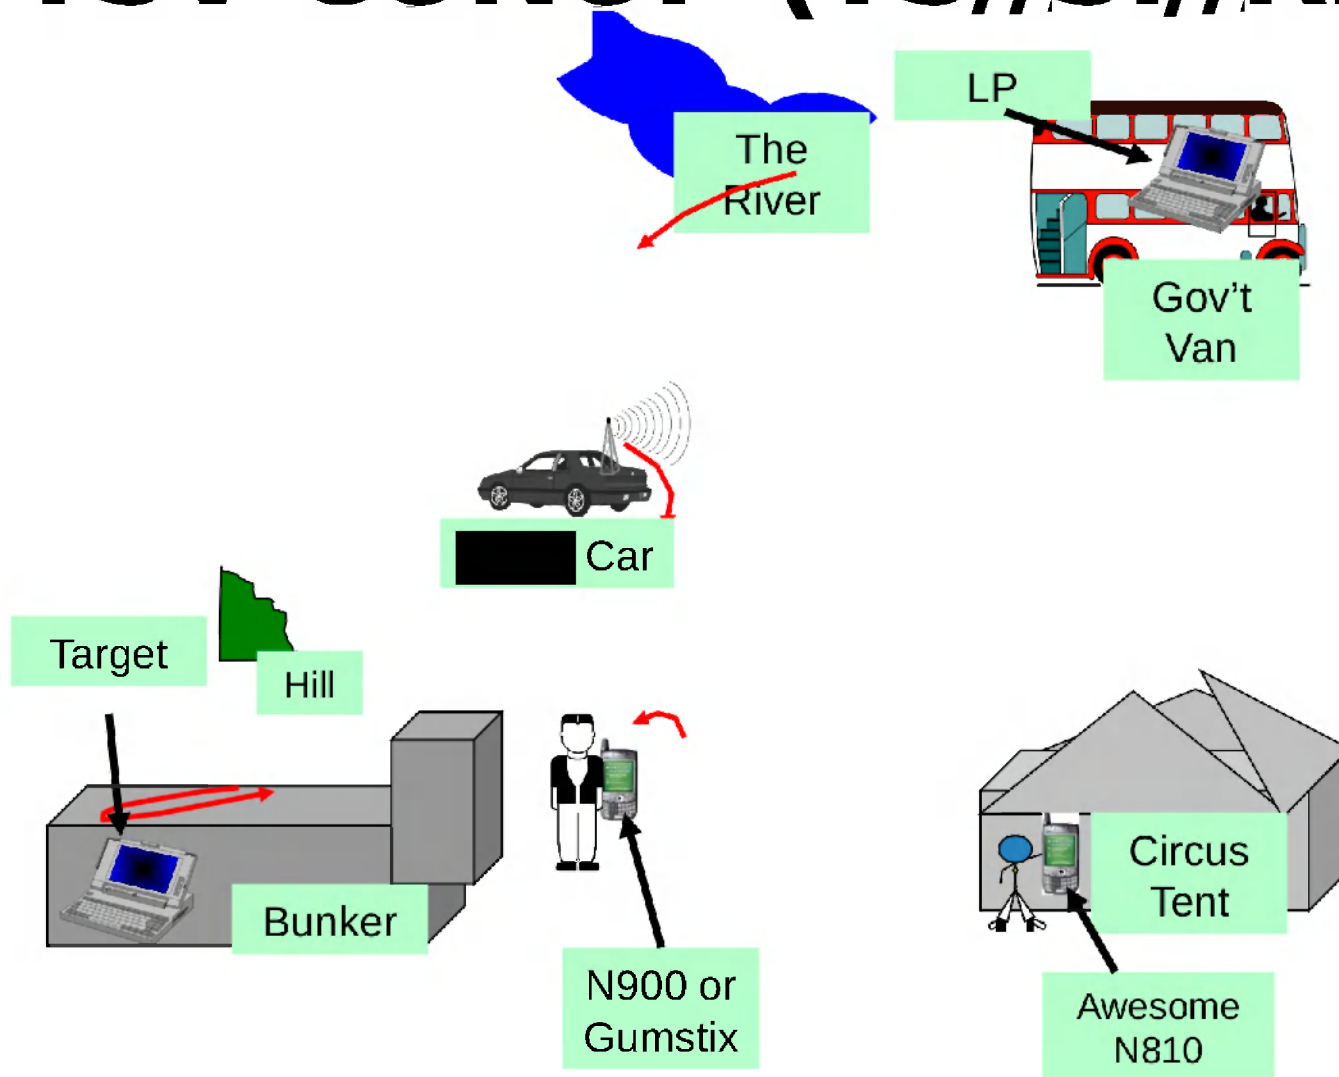 LP
The
River
Gov't
Van
Car
Target
Hill
Bunker
Circus
Tent
N900 or
Gumstix
Awesome
N810